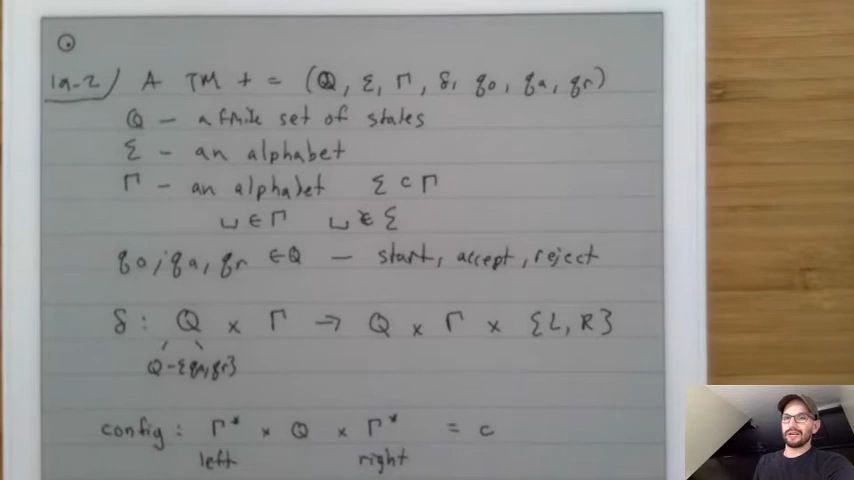 19-2) A TM t = (Q, Σ, Γ, δ, q0, qa, qr)
Q — a finite set of states
Σ — an alphabet
Γ — an alphabet Σ ⊂ Γ
⊔ ∈ Γ ⊔ ∉ Σ
q0, qa, qr ∈ Q — start, accept, reject
δ : Q × Γ → Q × Γ × {L, R}
Q - {qa, qr}
config : Γ* × Q × Γ* = c
left right